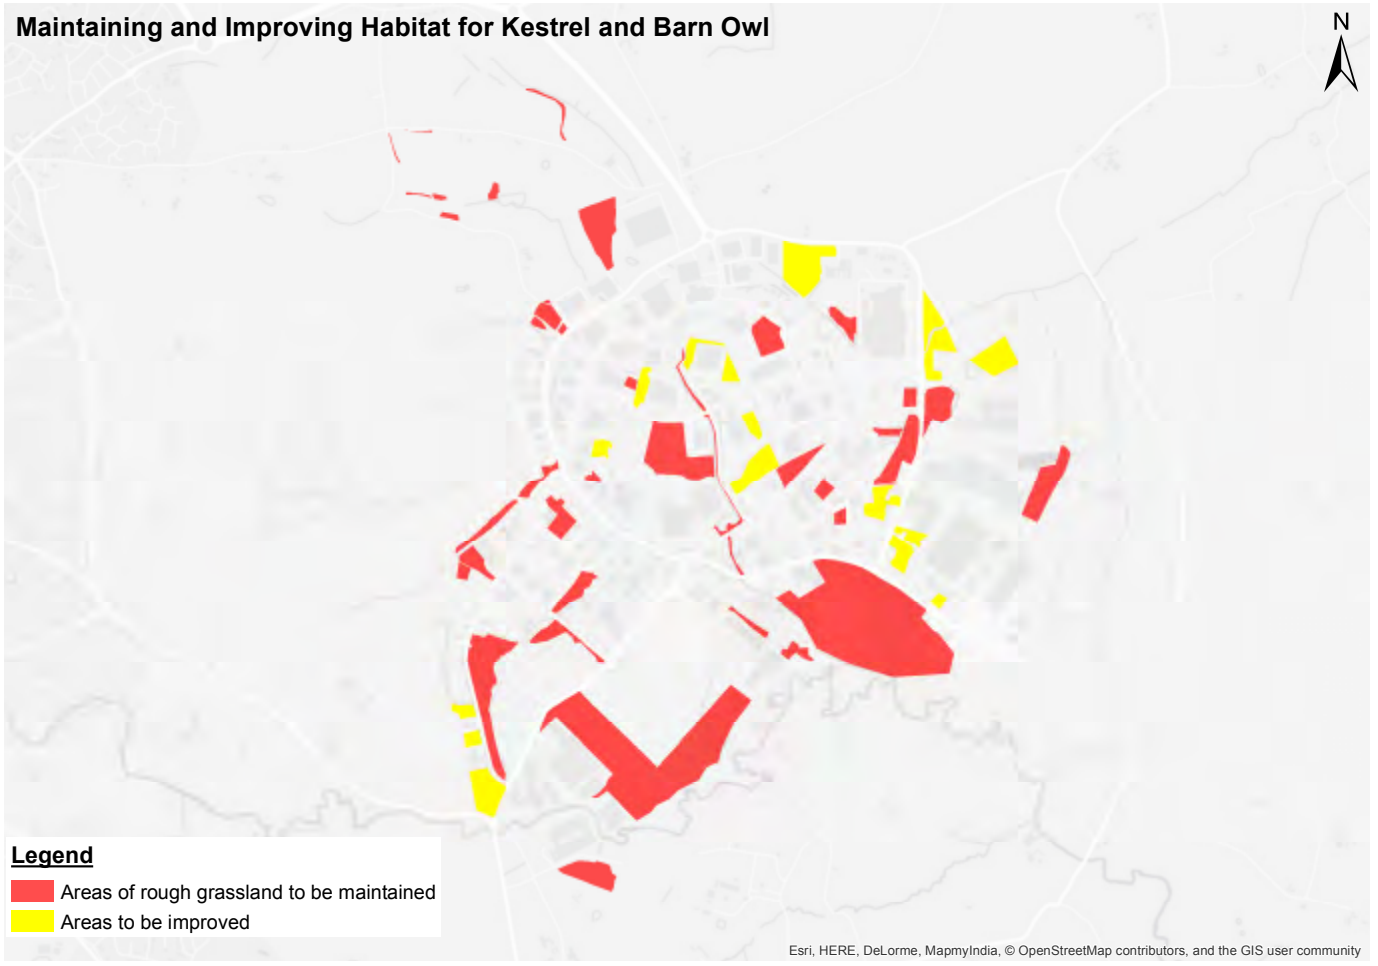 Maintaining and Improving Habitat for Kestrel and Barn Owl
N
Legend
Areas of rough grassland to be maintained
Areas to be improved
Esri, HERE, DeLorme, MapmyIndia, © OpenStreetMap contributors, and the GIS user community